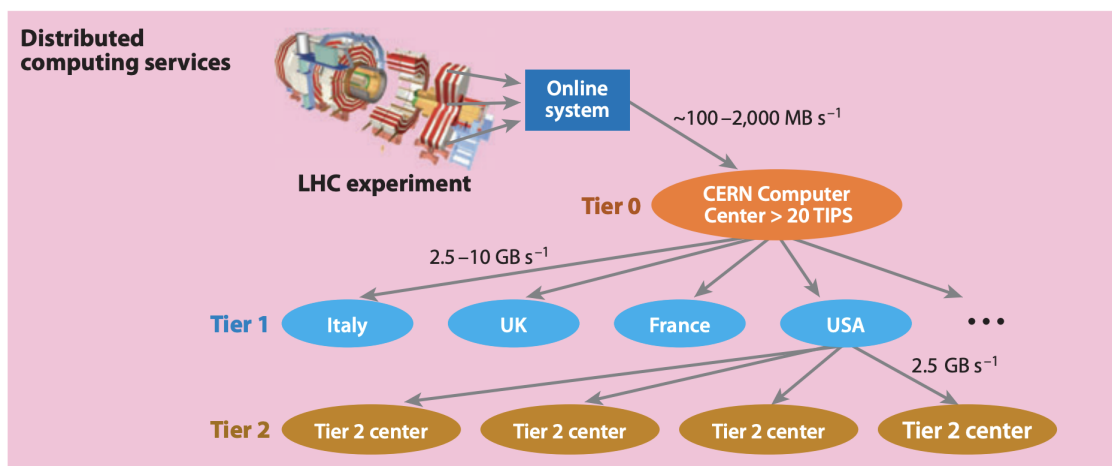 Distributed
computing services
Online
system
~100–2,000 MB s⁻¹
LHC experiment
Tier 0
CERN Computer
Center > 20 TIPS
2.5–10 GB s⁻¹
Tier 1
Italy
UK
France
USA
•••
2.5 GB s⁻¹
Tier 2
Tier 2 center
Tier 2 center
Tier 2 center
Tier 2 center